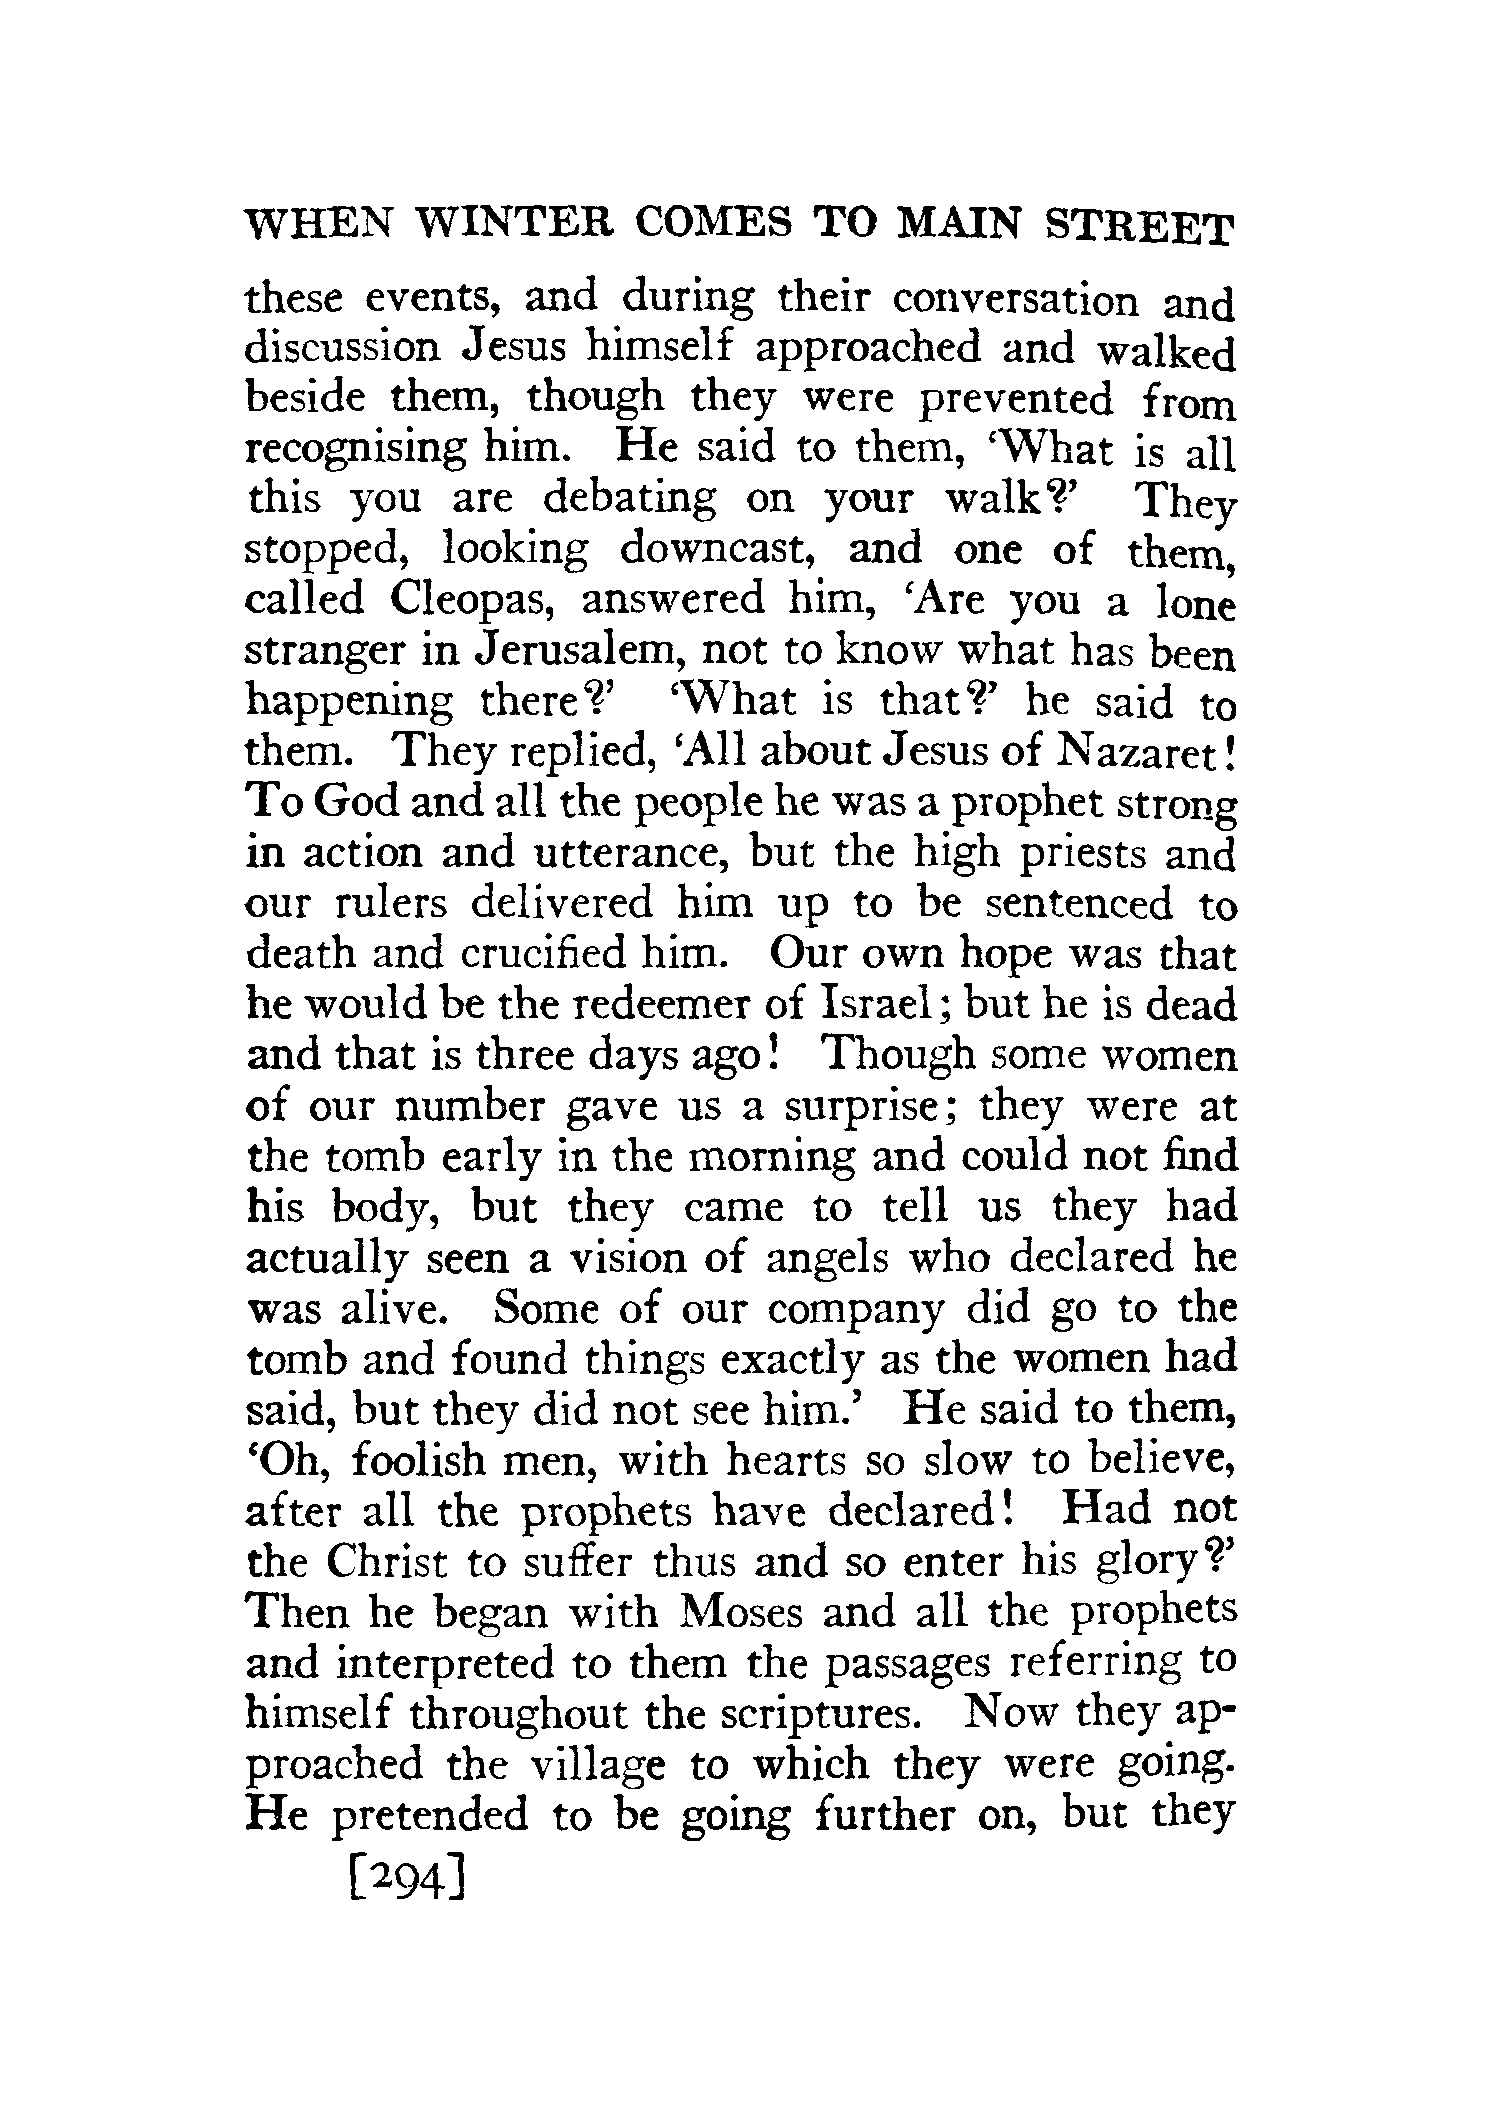 WHEN WINTER COMES TO MAIN STREET
these events, and during their conversation and
discussion Jesus himself approached and walked
beside them, though they were prevented from
recognising him. He said to them, ‘What is all
this you are debating on your walk?’ They
stopped, looking downcast, and one of them,
called Cleopas, answered him, ‘Are you a lone
stranger in Jerusalem, not to know what has been
happening there?’ ‘What is that?’ he said to
them. They replied, ‘All about Jesus of Nazaret!
To God and all the people he was a prophet strong
in action and utterance, but the high priests and
our rulers delivered him up to be sentenced to
death and crucified him. Our own hope was that
he would be the redeemer of Israel; but he is dead
and that is three days ago! Though some women
of our number gave us a surprise; they were at
the tomb early in the morning and could not find
his body, but they came to tell us they had
actually seen a vision of angels who declared he
was alive. Some of our company did go to the
tomb and found things exactly as the women had
said, but they did not see him.’ He said to them,
‘Oh, foolish men, with hearts so slow to believe,
after all the prophets have declared! Had not
the Christ to suffer thus and so enter his glory?’
Then he began with Moses and all the prophets
and interpreted to them the passages referring to
himself throughout the scriptures. Now they ap-
proached the village to which they were going.
He pretended to be going further on, but they
[294]